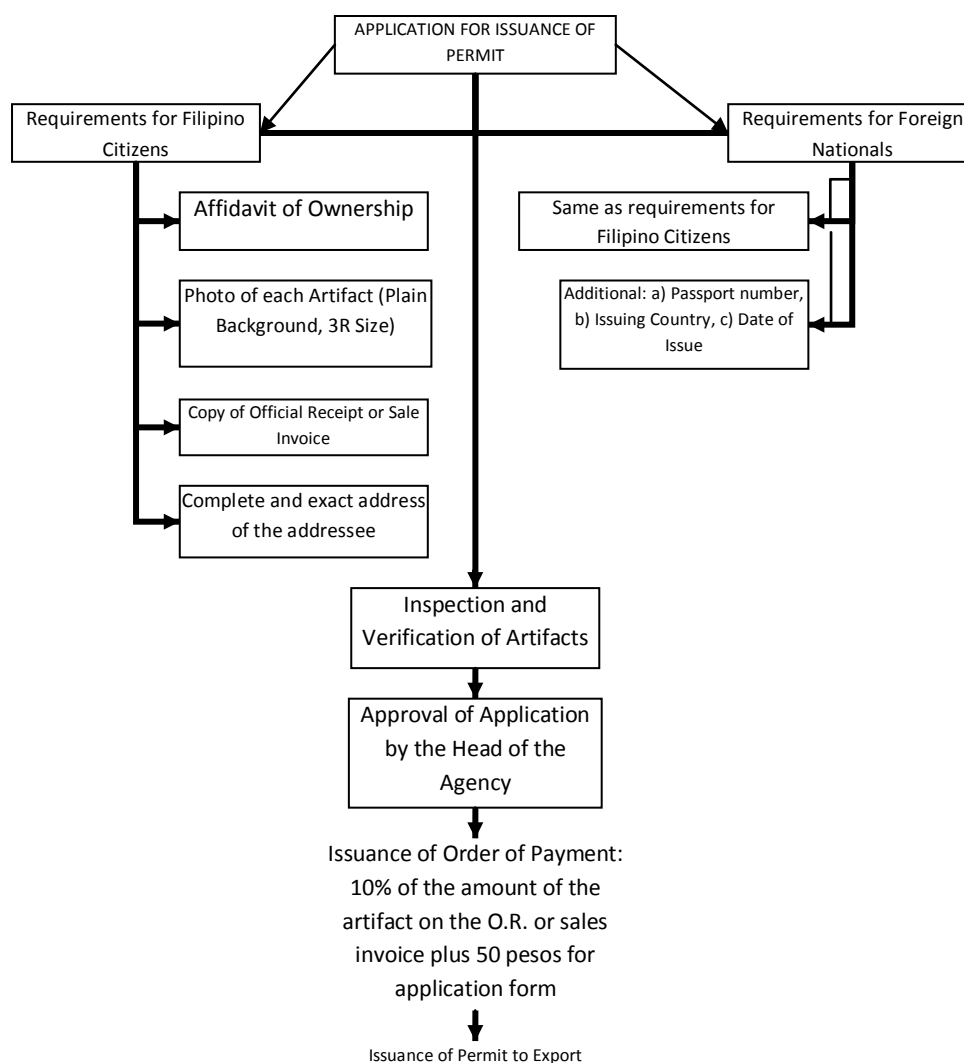 APPLICATION FOR ISSUANCE OF
PERMIT
Requirements for Filipino
Citizens
Requirements for Foreign
Nationals
Affidavit of Ownership
Photo of each Artifact (Plain
Background, 3R Size)
Copy of Official Receipt or Sale
Invoice
Complete and exact address
of the addressee
Same as requirements for
Filipino Citizens
Additional: a) Passport number,
b) Issuing Country, c) Date of
Issue
Inspection and
Verification of Artifacts
Approval of Application
by the Head of the
Agency
Issuance of Order of Payment:
10% of the amount of the
artifact on the O.R. or sales
invoice plus 50 pesos for
application form
Issuance of Permit to Export